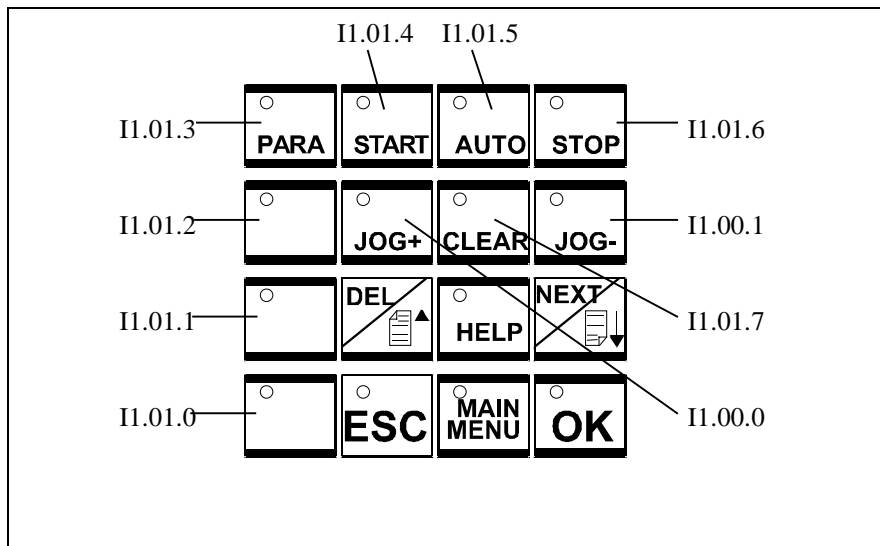 I1.01.4 I1.01.5
I1.01.3 PARA START AUTO STOP I1.01.6
I1.01.2 JOG+ CLEAR JOG- I1.00.1
DEL NEXT
I1.01.1 HELP I1.01.7
I1.01.0 ESC MAIN MENU OK I1.00.0